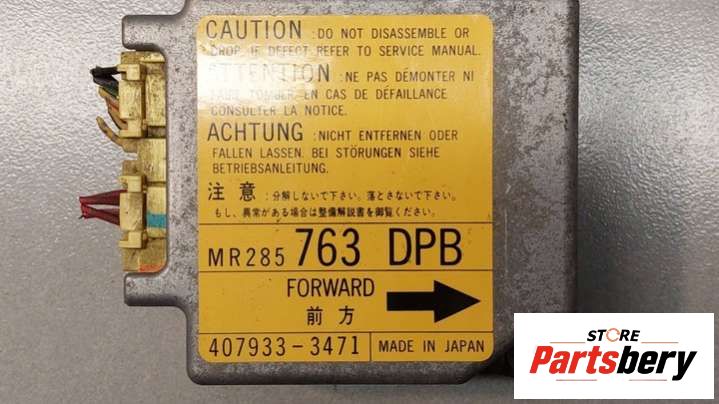 CAUTION : DO NOT DISASSEMBLE OR
DROP. IF DEFECT REFER TO SERVICE MANUAL.
ATTENTION : NE PAS DÉMONTER NI
FAIRE TOMBER. EN CAS DE DÉFAILLANCE
CONSULTER LA NOTICE.
ACHTUNG : NICHT ENTFERNEN ODER
FALLEN LASSEN. BEI STÖRUNGEN SIEHE
BETRIEBSANLEITUNG.
注意 : 分解しないで下さい。落とさないで下さい。
もし、異常がある場合は整備解説書を御覧ください。
MR285 763 DPB
FORWARD
前方
407933-3471 MADE IN JAPAN
STORE
Partsbery